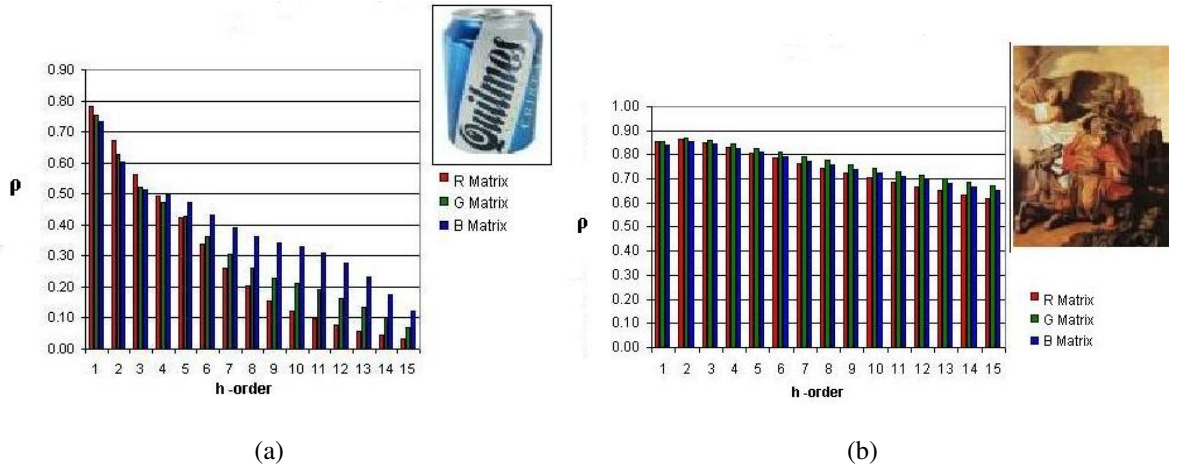 0.90
0.80
0.70
0.60
0.50
0.40
0.30
0.20
0.10
0.00
ρ
1 2 3 4 5 6 7 8 9 10 11 12 13 14 15
h -order
Quilmes
CRISTAL
R Matrix
G Matrix
B Matrix
(a)
1.00
0.90
0.80
0.70
0.60
0.50
0.40
0.30
0.20
0.10
0.00
ρ
1 2 3 4 5 6 7 8 9 10 11 12 13 14 15
h -order
R Matrix
G Matrix
B Matrix
(b)